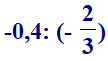 -0,4: (- 2/3)